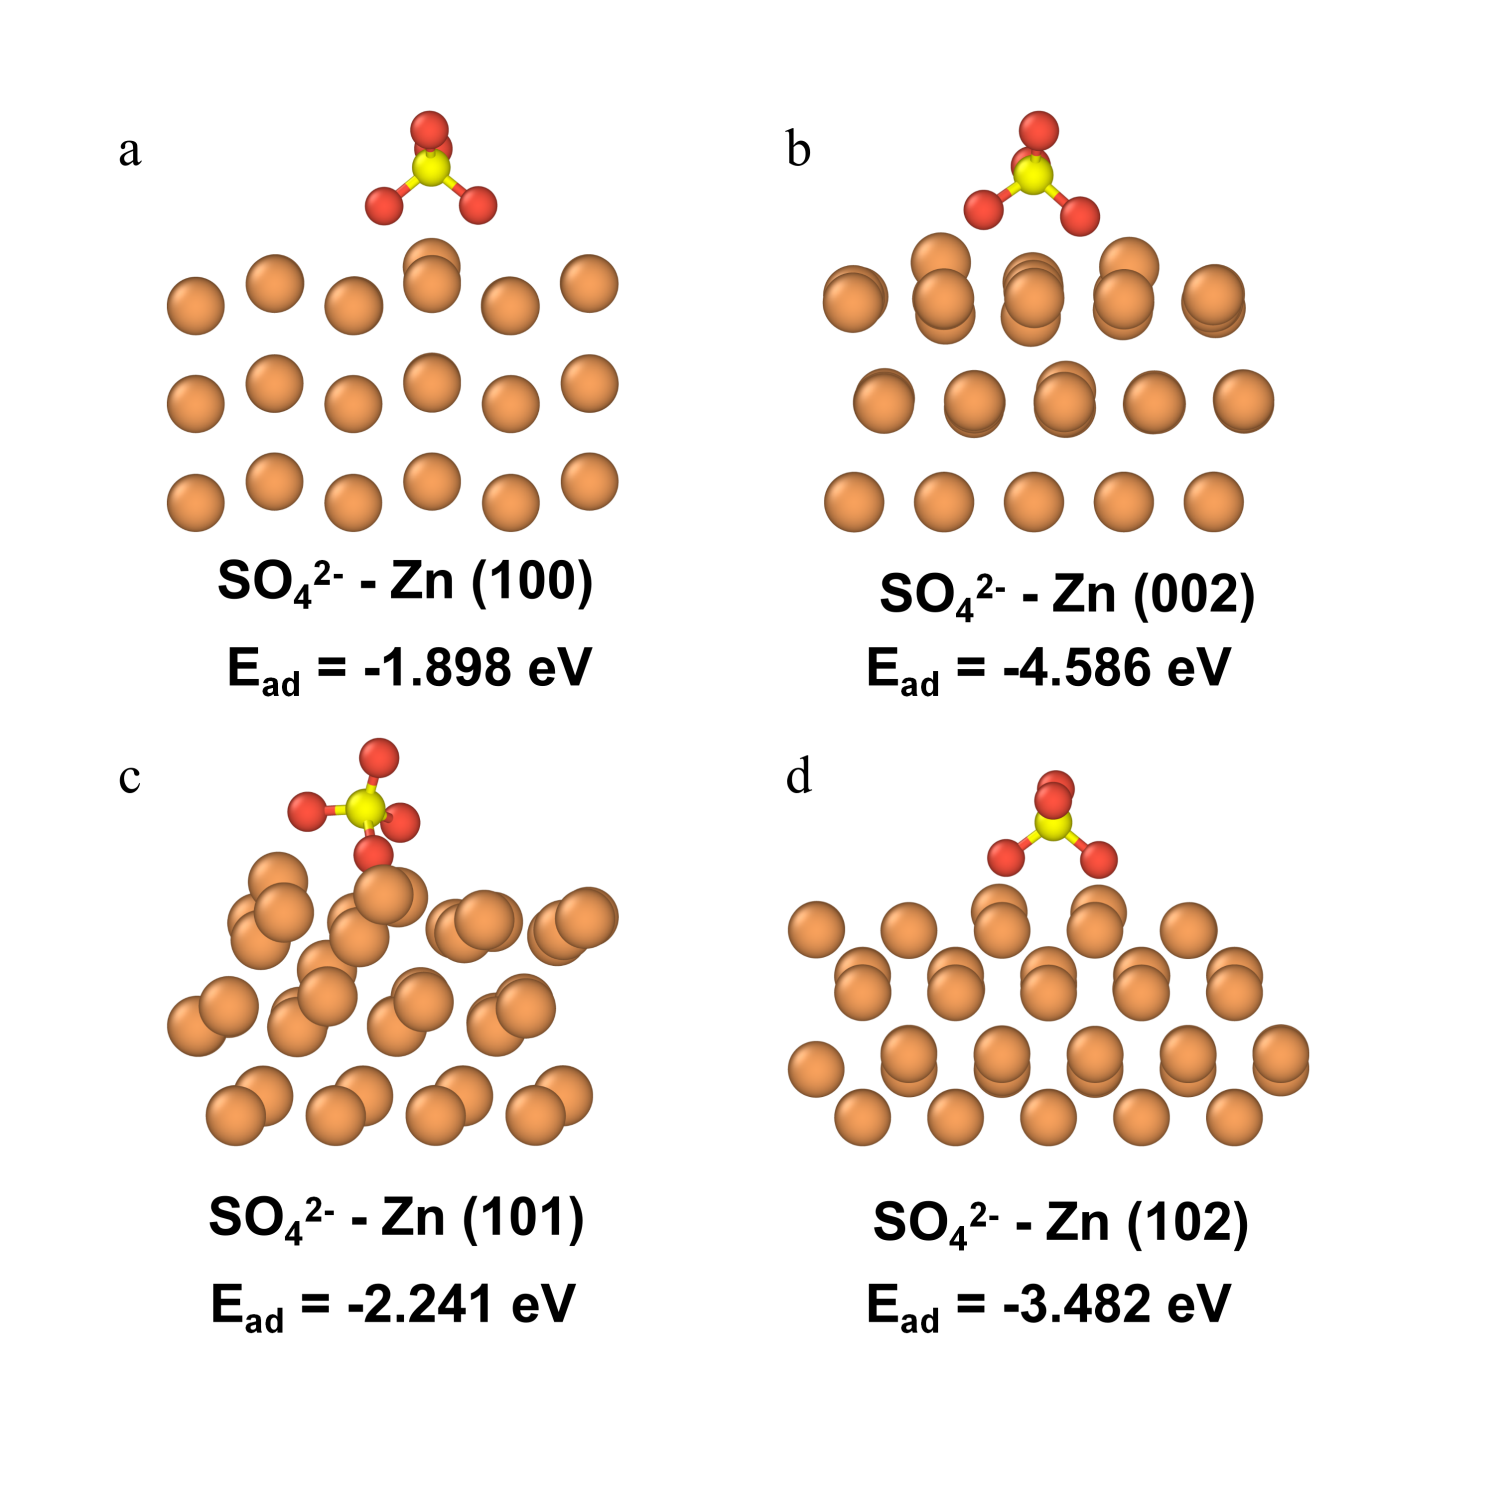 a
b
SO₄²⁻ - Zn (100)
SO₄²⁻ - Zn (002)
Ead = -1.898 eV
Ead = -4.586 eV
c
d
SO₄²⁻ - Zn (101)
SO₄²⁻ - Zn (102)
Ead = -2.241 eV
Ead = -3.482 eV